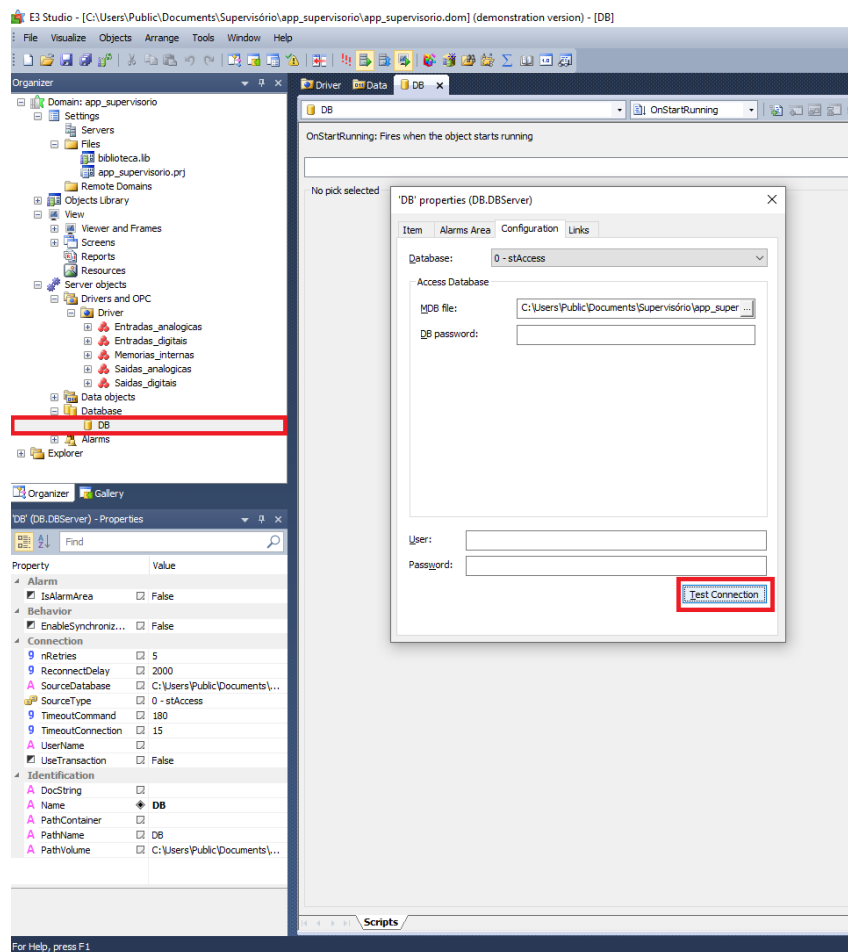 E3 Studio - [C:\Users\Public\Documents\Supervisório\app_supervisorio\app_supervisorio.dom] (demonstration version) - [DB]
File Visualize Objects Arrange Tools Window Help
Organizer
Domain: app_supervisorio
Settings
Servers
Files
biblioteca.lib
app_supervisorio.prj
Remote Domains
Objects Library
View
Viewer and Frames
Screens
Reports
Resources
Server objects
Drivers and OPC
Driver
Entradas_analogicas
Entradas_digitais
Memorias_internas
Saidas_analogicas
Saidas_digitais
Data objects
Database
DB
Alarms
Explorer
Organizer Gallery
'DB' (DB.DBServer) - Properties
Find
Property Value
Alarm
IsAlarmArea False
Behavior
EnableSynchroniz... False
Connection
nRetries 5
ReconnectDelay 2000
SourceDatabase C:\Users\Public\Documents\...
SourceType 0 - stAccess
TimeoutCommand 180
TimeoutConnection 15
UserName
UseTransaction False
Identification
DocString
Name DB
PathContainer
PathName DB
PathVolume C:\Users\Public\Documents\...
Driver Data DB
DB OnStartRunning
OnStartRunning: Fires when the object starts running
No pick selected
'DB' properties (DB.DBServer)
Item Alarms Area Configuration Links
Database: 0 - stAccess
Access Database
MDB file: C:\Users\Public\Documents\Supervisório\app_super ...
DB password:
User:
Password:
Test Connection
Scripts
For Help, press F1